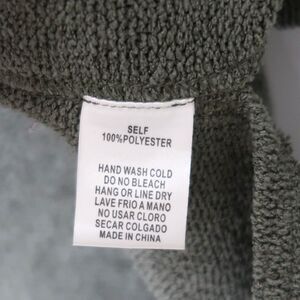 SELF
100%POLYESTER
HAND WASH COLD
DO NO BLEACH
HANG OR LINE DRY
LAVE FRIO A MANO
NO USAR CLORO
SECAR COLGADO
MADE IN CHINA